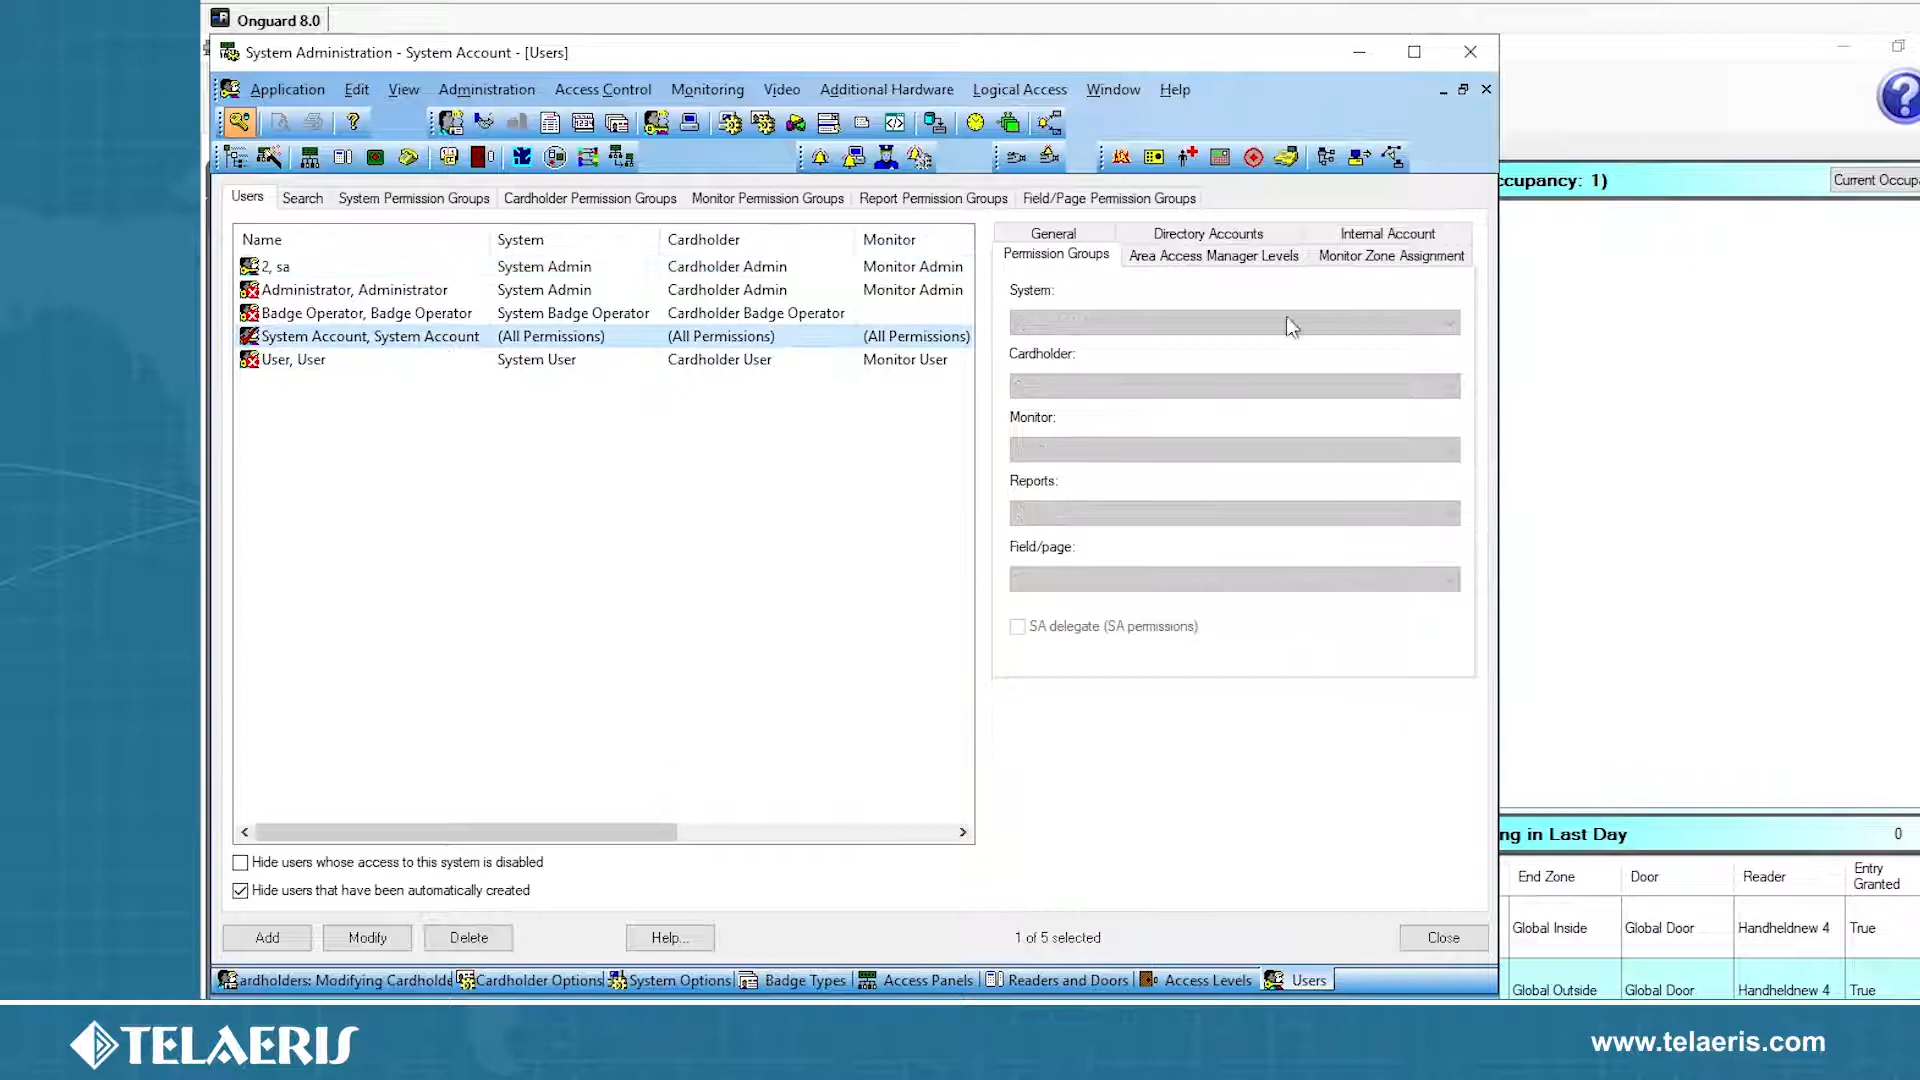 Onguard 8.0
System Administration - System Account - [Users]
Application Edit View Administration Access Control Monitoring Video Additional Hardware Logical Access Window Help
ccupancy: 1) Current Occupa
Users Search System Permission Groups Cardholder Permission Groups Monitor Permission Groups Report Permission Groups Field/Page Permission Groups
Name System Cardholder Monitor
2, sa System Admin Cardholder Admin Monitor Admin
Administrator, Administrator System Admin Cardholder Admin Monitor Admin
Badge Operator, Badge Operator System Badge Operator Cardholder Badge Operator
System Account, System Account (All Permissions) (All Permissions) (All Permissions)
User, User System User Cardholder User Monitor User
General Directory Accounts Internal Account
Permission Groups Area Access Manager Levels Monitor Zone Assignment
System:
Cardholder:
Monitor:
Reports:
Field/page:
SA delegate (SA permissions)
Hide users whose access to this system is disabled
Hide users that have been automatically created
Add Modify Delete Help... 1 of 5 selected Close
ardholders: Modifying Cardholde Cardholder Options System Options Badge Types Access Panels Readers and Doors Access Levels Users
ng in Last Day 0
End Zone Door Reader Entry Granted
Global Inside Global Door Handheldnew 4 True
Global Outside Global Door Handheldnew 4 True
TELAERIS
www.telaeris.com